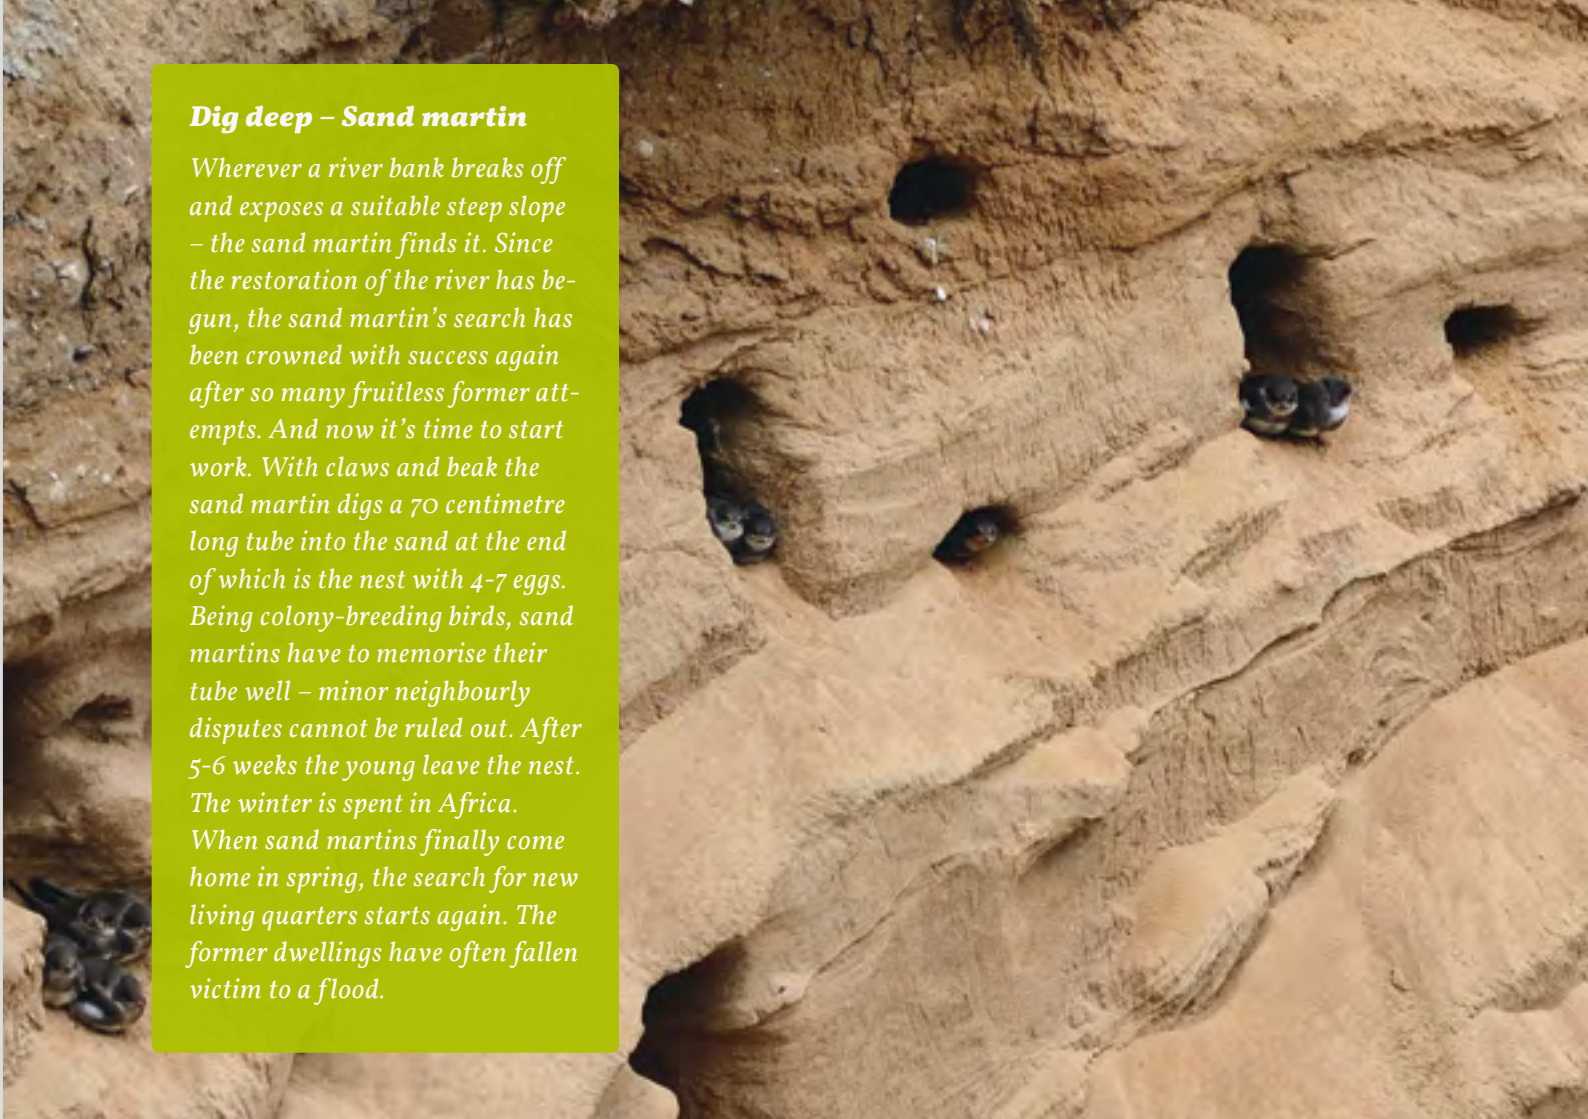 Dig deep – Sand martin
Wherever a river bank breaks off
and exposes a suitable steep slope
– the sand martin finds it. Since
the restoration of the river has be-
gun, the sand martin’s search has
been crowned with success again
after so many fruitless former att-
empts. And now it’s time to start
work. With claws and beak the
sand martin digs a 70 centimetre
long tube into the sand at the end
of which is the nest with 4-7 eggs.
Being colony-breeding birds, sand
martins have to memorise their
tube well – minor neighbourly
disputes cannot be ruled out. After
5-6 weeks the young leave the nest.
The winter is spent in Africa.
When sand martins finally come
home in spring, the search for new
living quarters starts again. The
former dwellings have often fallen
victim to a flood.